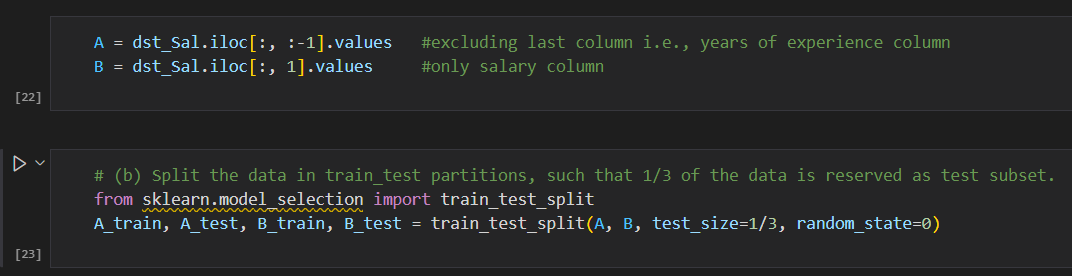 A = dst_Sal.iloc[:, :-1].values   #excluding last column i.e., years of experience column
B = dst_Sal.iloc[:, 1].values     #only salary column
[22]
# (b) Split the data in train_test partitions, such that 1/3 of the data is reserved as test subset.
from sklearn.model_selection import train_test_split
A_train, A_test, B_train, B_test = train_test_split(A, B, test_size=1/3, random_state=0)
[23]